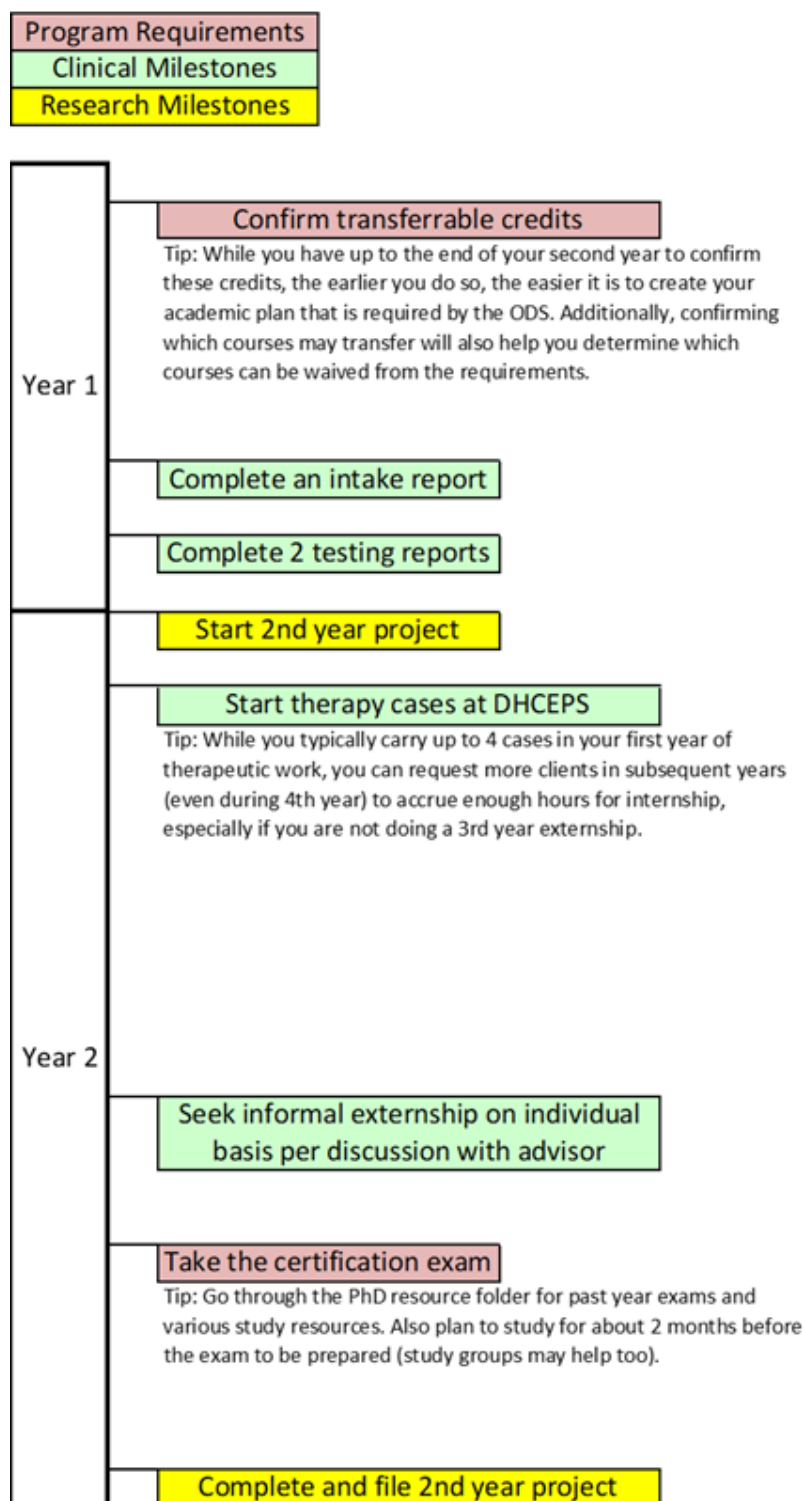 Program Requirements
Clinical Milestones
Research Milestones
Year 1
Confirm transferrable credits
Tip: While you have up to the end of your second year to confirm
these credits, the earlier you do so, the easier it is to create your
academic plan that is required by the ODS. Additionally, confirming
which courses may transfer will also help you determine which
courses can be waived from the requirements.
Complete an intake report
Complete 2 testing reports
Year 2
Start 2nd year project
Start therapy cases at DHCEPS
Tip: While you typically carry up to 4 cases in your first year of
therapeutic work, you can request more clients in subsequent years
(even during 4th year) to accrue enough hours for internship,
especially if you are not doing a 3rd year externship.
Seek informal externship on individual
basis per discussion with advisor
Take the certification exam
Tip: Go through the PhD resource folder for past year exams and
various study resources. Also plan to study for about 2 months before
the exam to be prepared (study groups may help too).
Complete and file 2nd year project